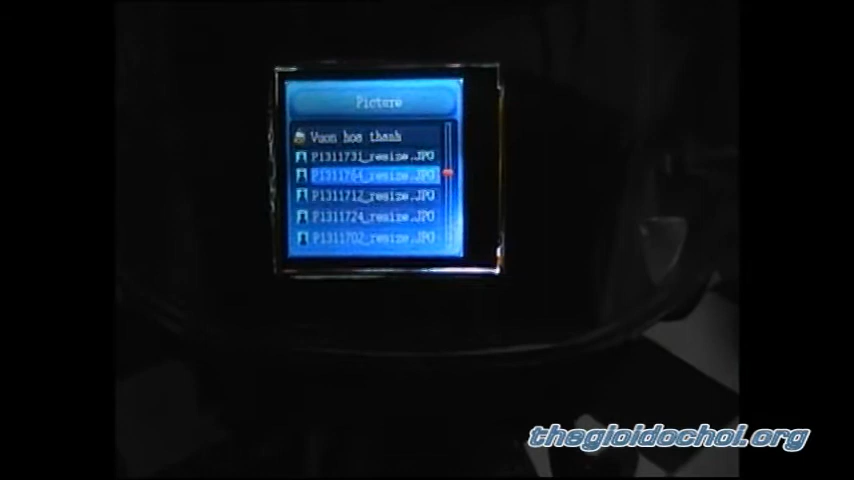 Picture
Vuon hoa thanh
P1311731_resize.JPG
P1311764_resize.JPG
P1311712_resize.JPG
P1311724_resize.JPG
P1311702_resize.JPG
thegioidochoi.org